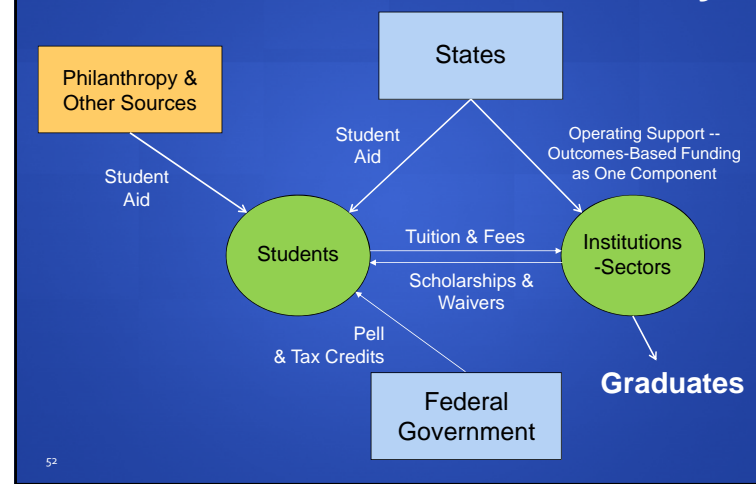 States
Philanthropy &
Other Sources
Student
Aid
Operating Support --
Outcomes-Based Funding
as One Component
Student
Aid
Students
Tuition & Fees
Institutions
-Sectors
Scholarships &
Waivers
Pell
& Tax Credits
Graduates
Federal
Government
52